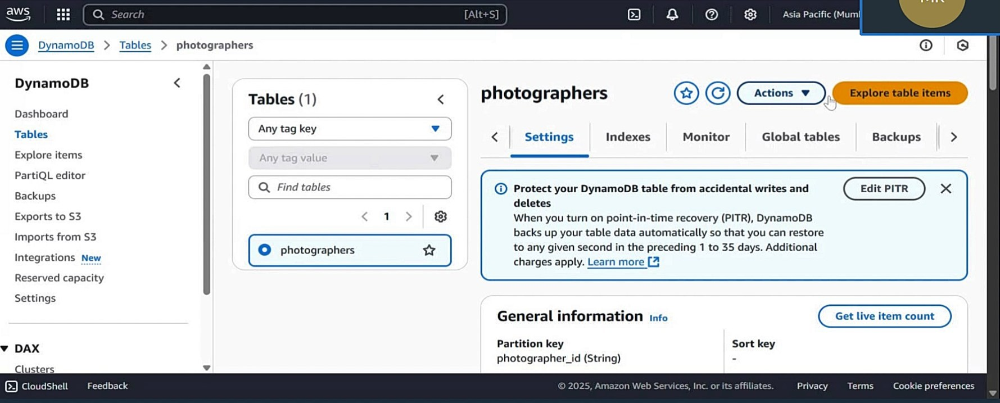 aws
Search
[Alt+S]
Asia Pacific (Mum
DynamoDB
Tables
photographers
DynamoDB
Dashboard
Tables
Explore items
PartiQL editor
Backups
Exports to S3
Imports from S3
Integrations New
Reserved capacity
Settings
DAX
Clusters
Tables (1)
Any tag key
Any tag value
Find tables
1
photographers
photographers
Actions
Explore table items
Settings
Indexes
Monitor
Global tables
Backups
Protect your DynamoDB table from accidental writes and
deletes
When you turn on point-in-time recovery (PITR), DynamoDB
backs up your table data automatically so that you can restore
to any given second in the preceding 1 to 35 days. Additional
charges apply. Learn more
Edit PITR
General information Info
Get live item count
Partition key
photographer_id (String)
Sort key
-
CloudShell
Feedback
© 2025, Amazon Web Services, Inc. or its affiliates.
Privacy
Terms
Cookie preferences